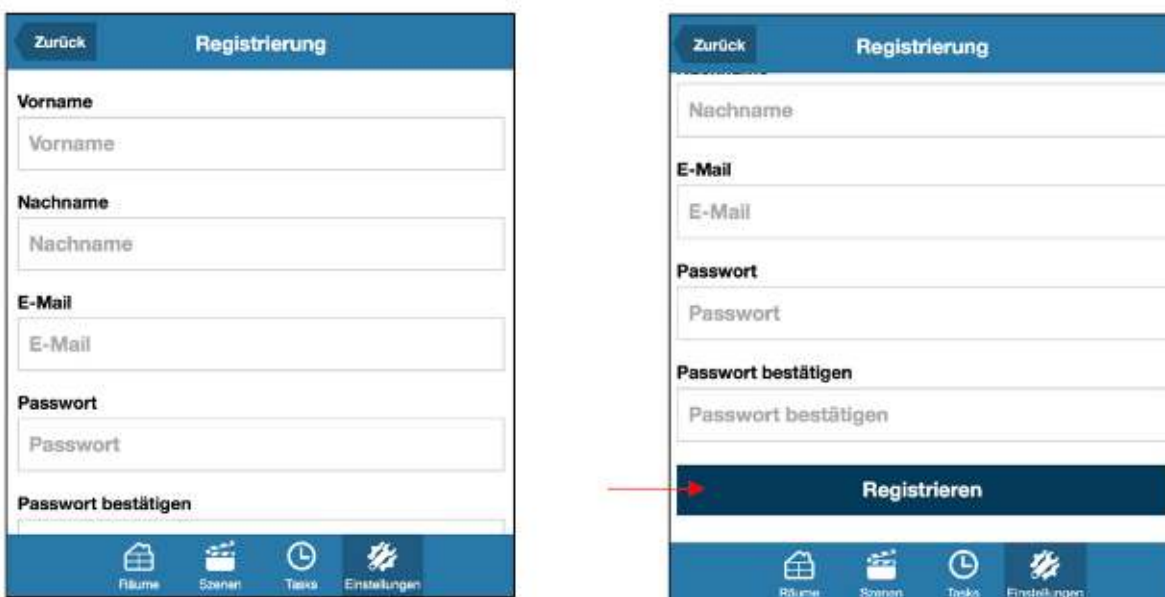 Zurück Registrierung
Vorname
Vorname
Nachname
Nachname
E-Mail
E-Mail
Passwort
Passwort
Passwort bestätigen
Räume Szenen Tasks Einstellungen
Zurück Registrierung
Nachname
Nachname
E-Mail
E-Mail
Passwort
Passwort
Passwort bestätigen
Passwort bestätigen
Registrieren
Räume Szenen Tasks Einstellungen